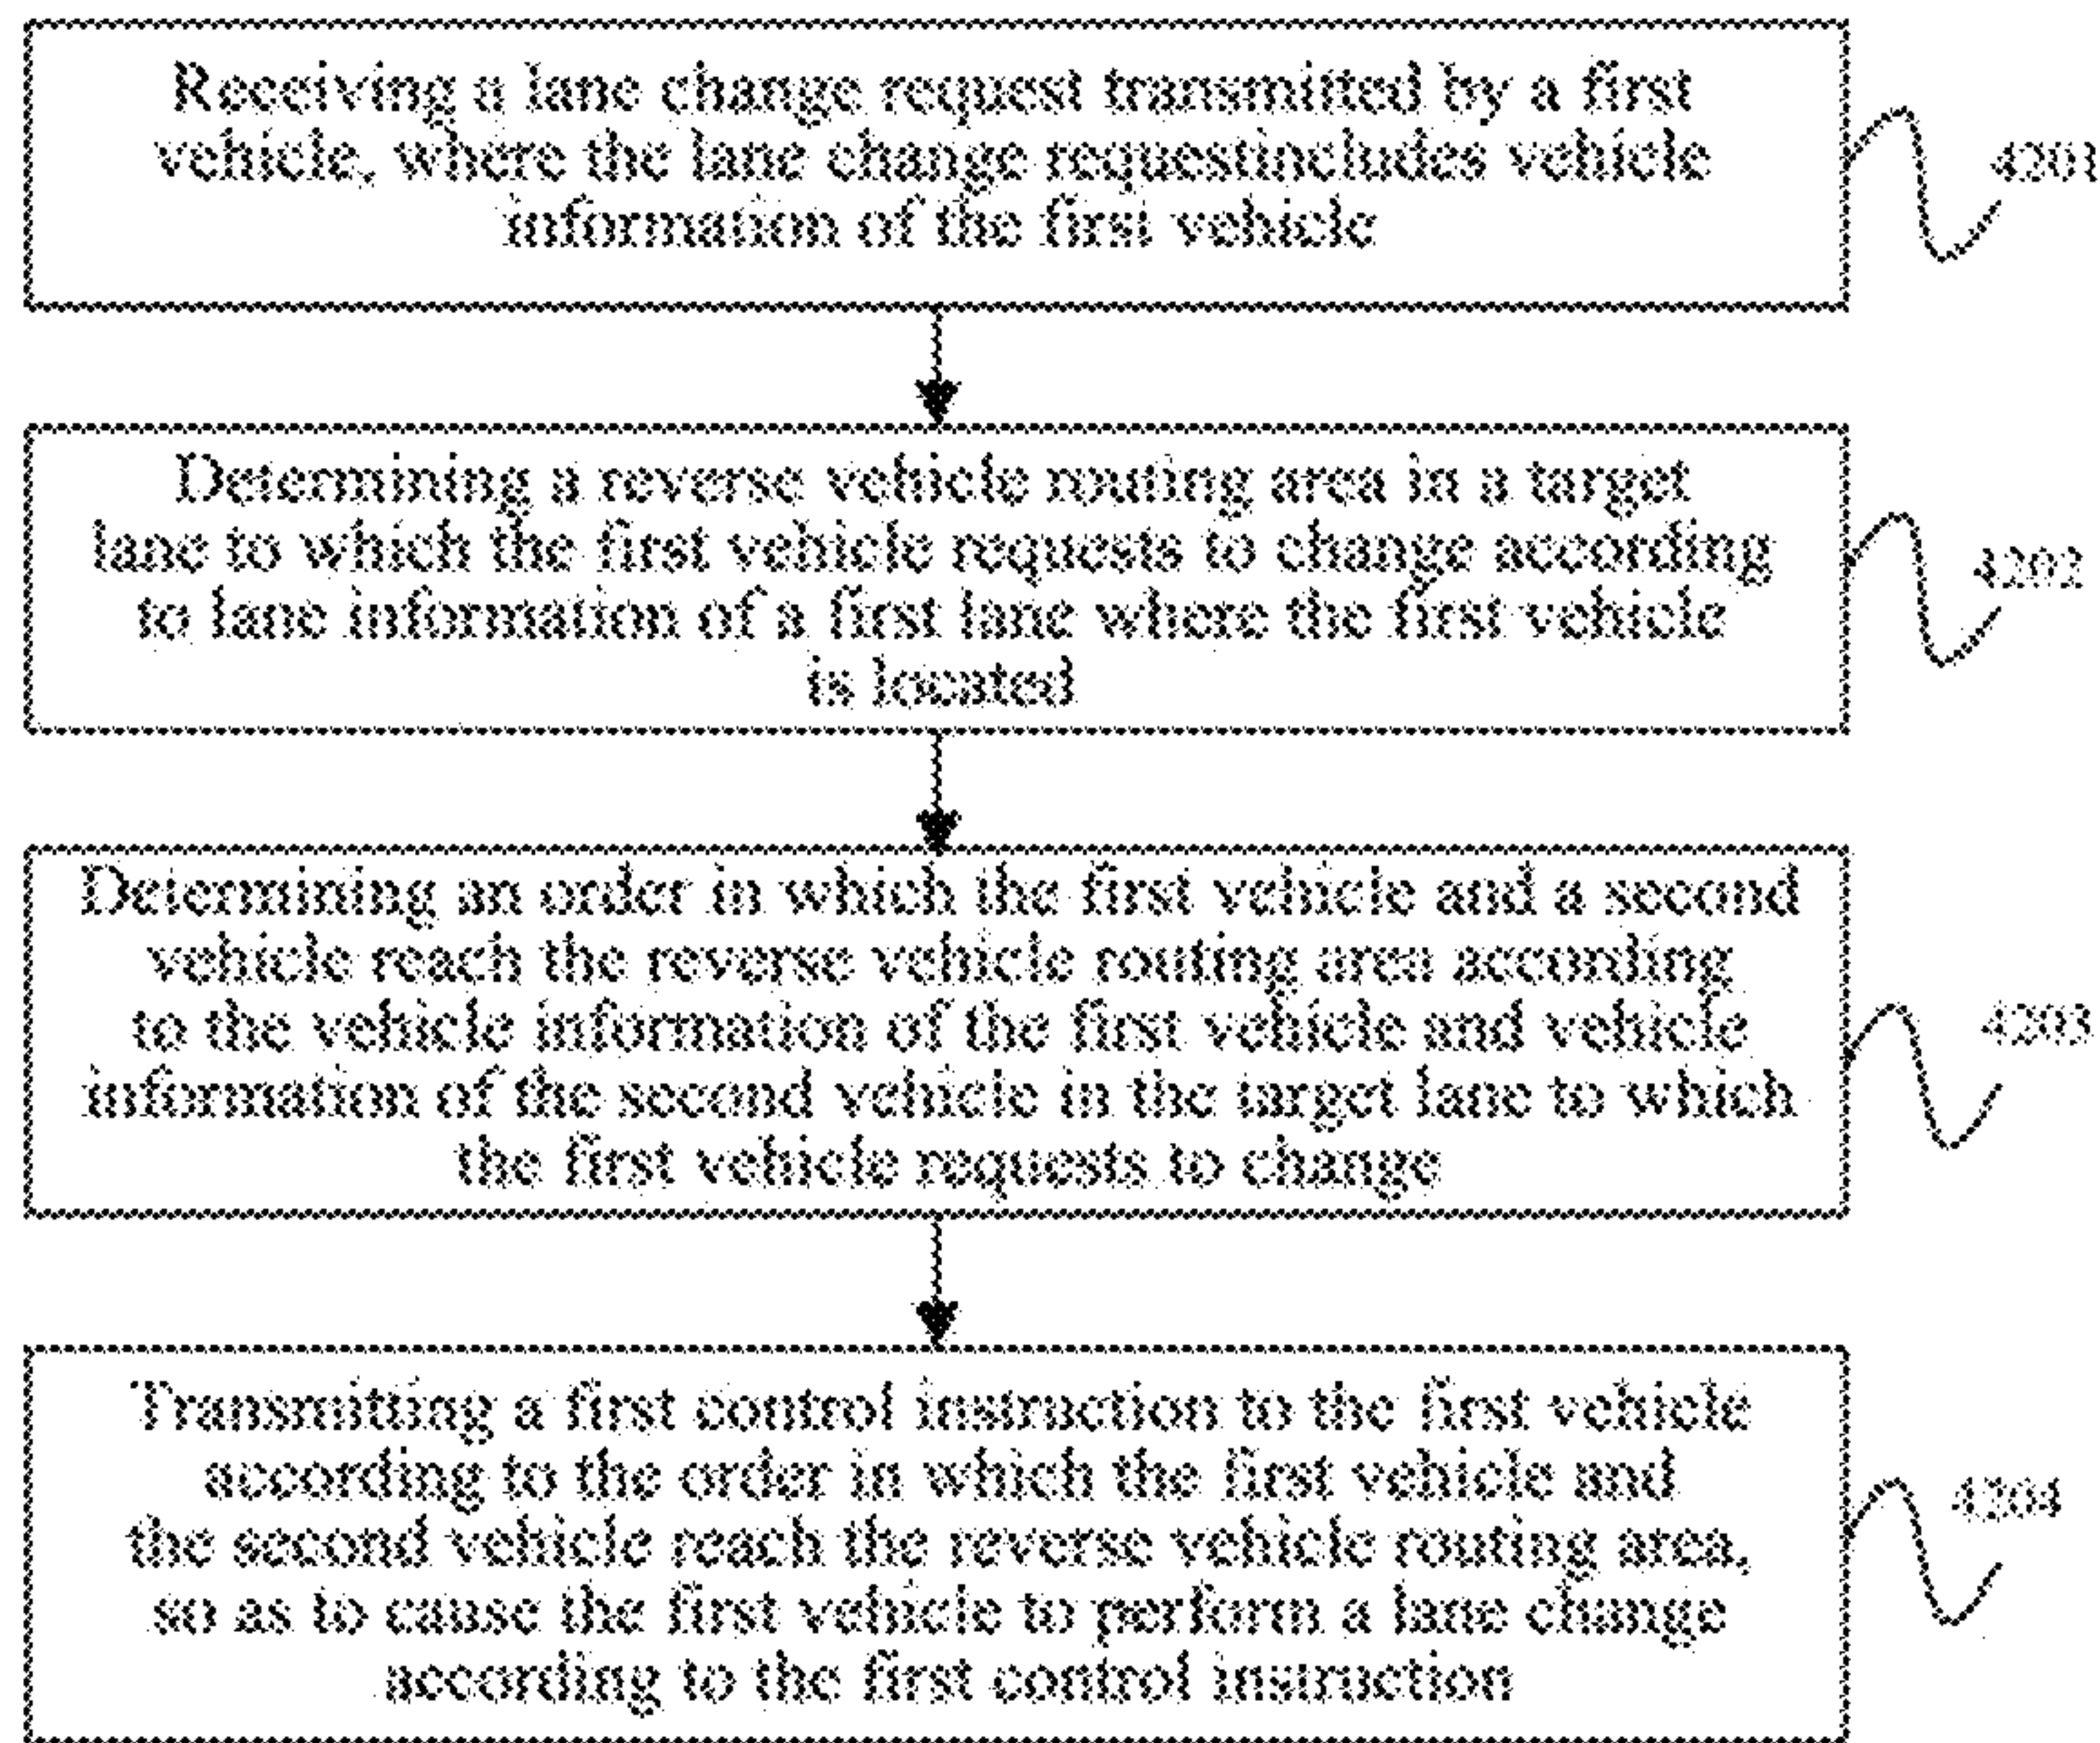 Receiving a lane change request transmitted by a first
vehicle, where the lane change requestincludes vehicle
information of the first vehicle
4201
Determining a reverse vehicle routing area in a target
lane to which the first vehicle requests to change according
to lane information of a first lane where the first vehicle
is located
4202
Determining an order in which the first vehicle and a second
vehicle reach the reverse vehicle routing area according
to the vehicle information of the first vehicle and vehicle
information of the second vehicle in the target lane to which
the first vehicle requests to change
4203
Transmitting a first control instruction to the first vehicle
according to the order in which the first vehicle and
the second vehicle reach the reverse vehicle routing area,
so as to cause the first vehicle to perform a lane change
according to the first control instruction
4204